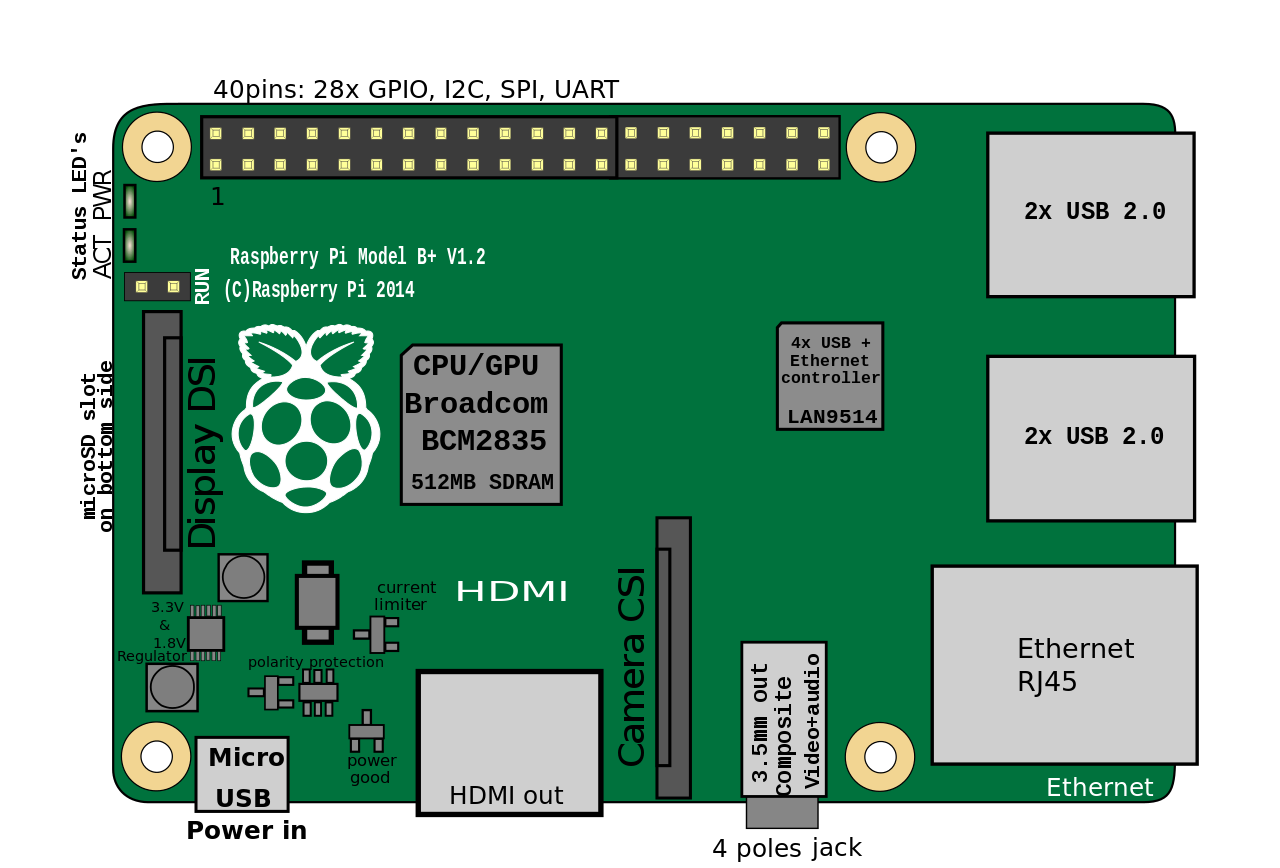 40pins: 28x GPIO, I2C, SPI, UART
1
Status LED's
PWR
ACT
RUN
Raspberry Pi Model B+ V1.2
(C)Raspberry Pi 2014
2x USB 2.0
microSD slot
on bottom side
Display DSI
CPU/GPU
Broadcom
BCM2835
512MB SDRAM
4x USB +
Ethernet
controller
LAN9514
2x USB 2.0
3.3V
&
1.8V
Regulator
current
limiter
HDMI
polarity protection
Camera CSI
power
good
Micro
USB
Power in
HDMI out
3.5mm out
Composite
Video+audio
4 poles jack
Ethernet
RJ45
Ethernet